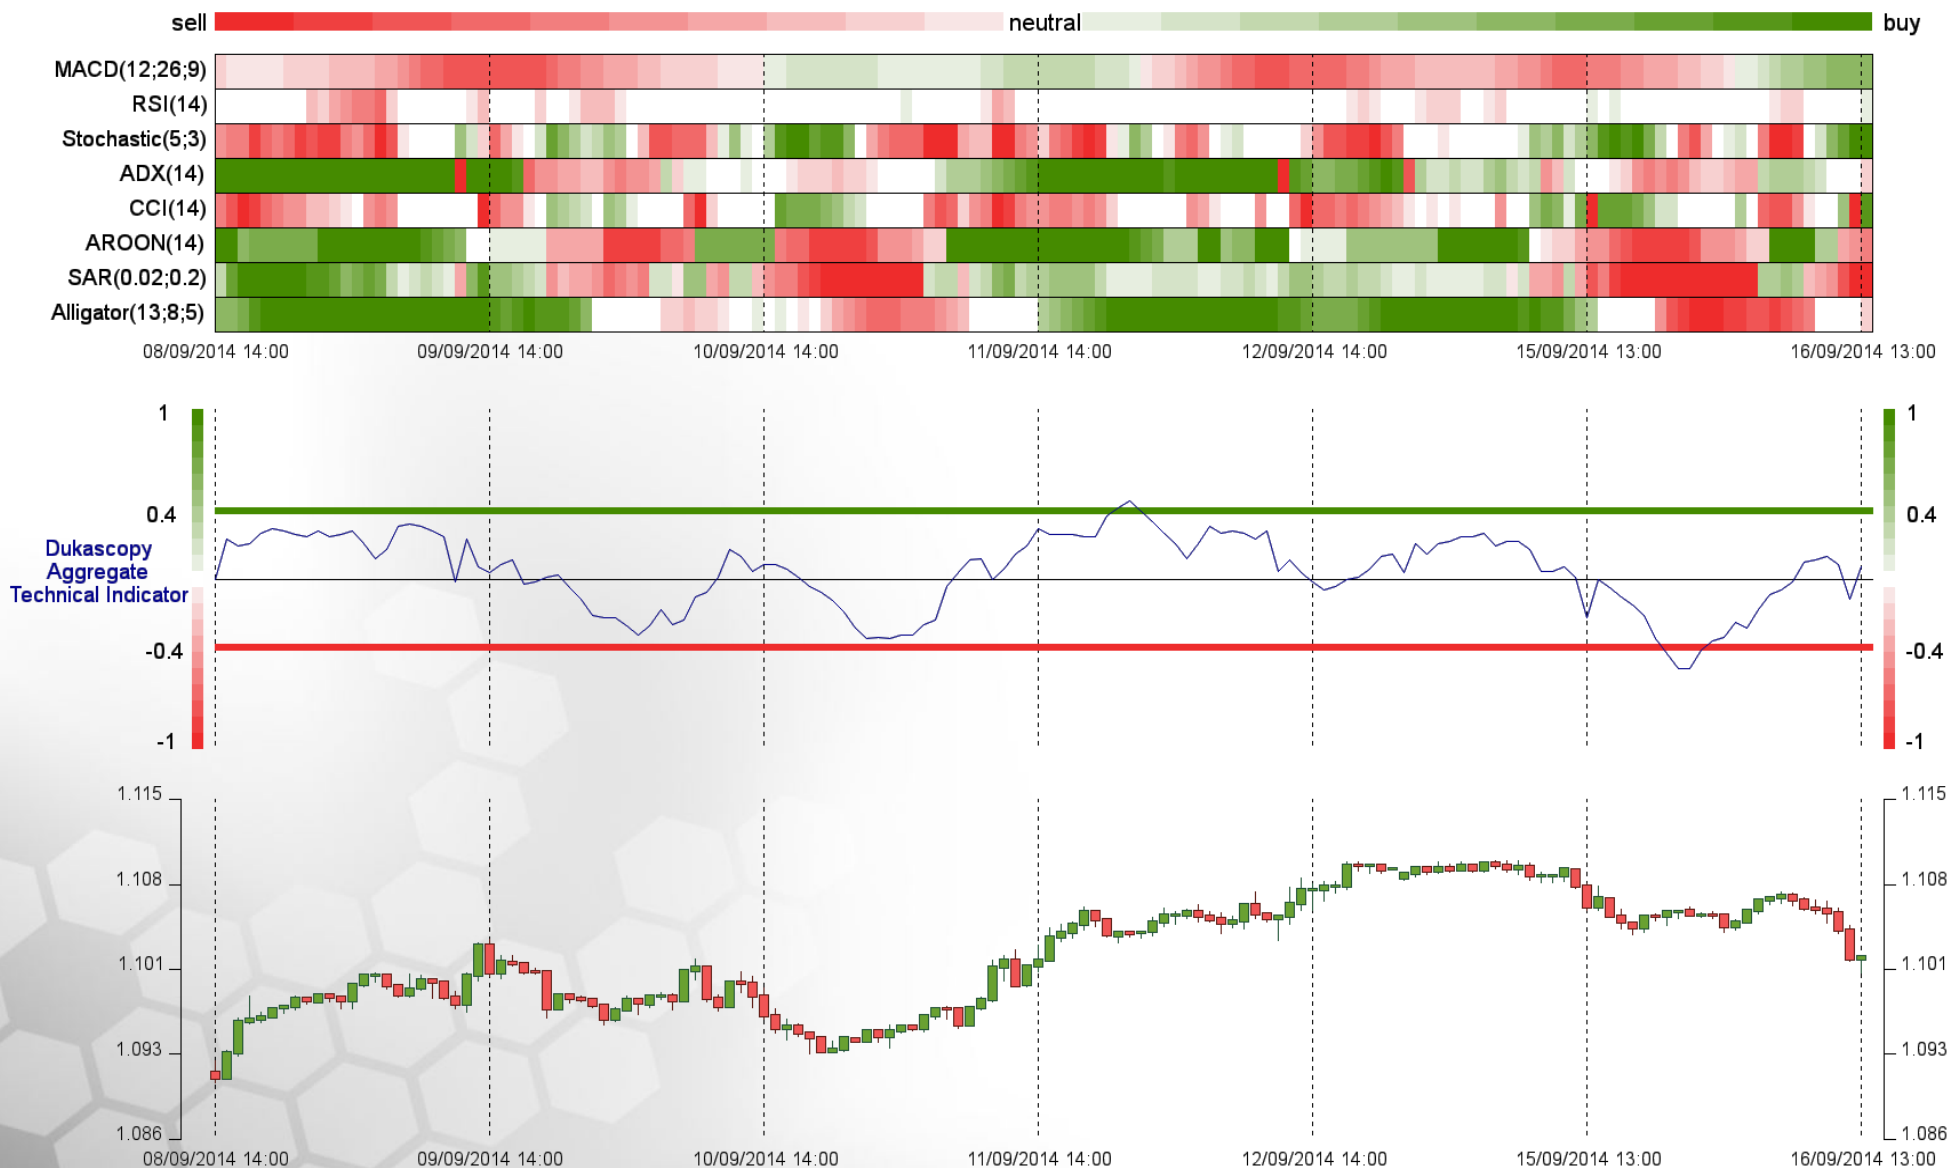 sell neutral buy
MACD(12;26;9)
RSI(14)
Stochastic(5;3)
ADX(14)
CCI(14)
AROON(14)
SAR(0.02;0.2)
Alligator(13;8;5)
08/09/2014 14:00 09/09/2014 14:00 10/09/2014 14:00 11/09/2014 14:00 12/09/2014 14:00 15/09/2014 13:00 16/09/2014 13:00
1 1
0.4 0.4
Dukascopy
Aggregate
Technical Indicator
-0.4 -0.4
-1 -1
1.115 1.115
1.108 1.108
1.101 1.101
1.093 1.093
1.086 1.086
08/09/2014 14:00 09/09/2014 14:00 10/09/2014 14:00 11/09/2014 14:00 12/09/2014 14:00 15/09/2014 13:00 16/09/2014 13:00